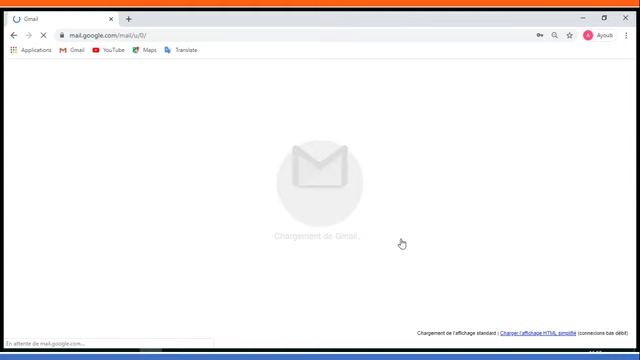 Gmail
mail.google.com/mail/u/0/
Ayoub
Applications
Gmail
YouTube
Maps
Translate
Chargement de Gmail.
Chargement de l'affichage standard | Charger l'affichage HTML simplifié (connexions bas débit)
En attente de mail.google.com...